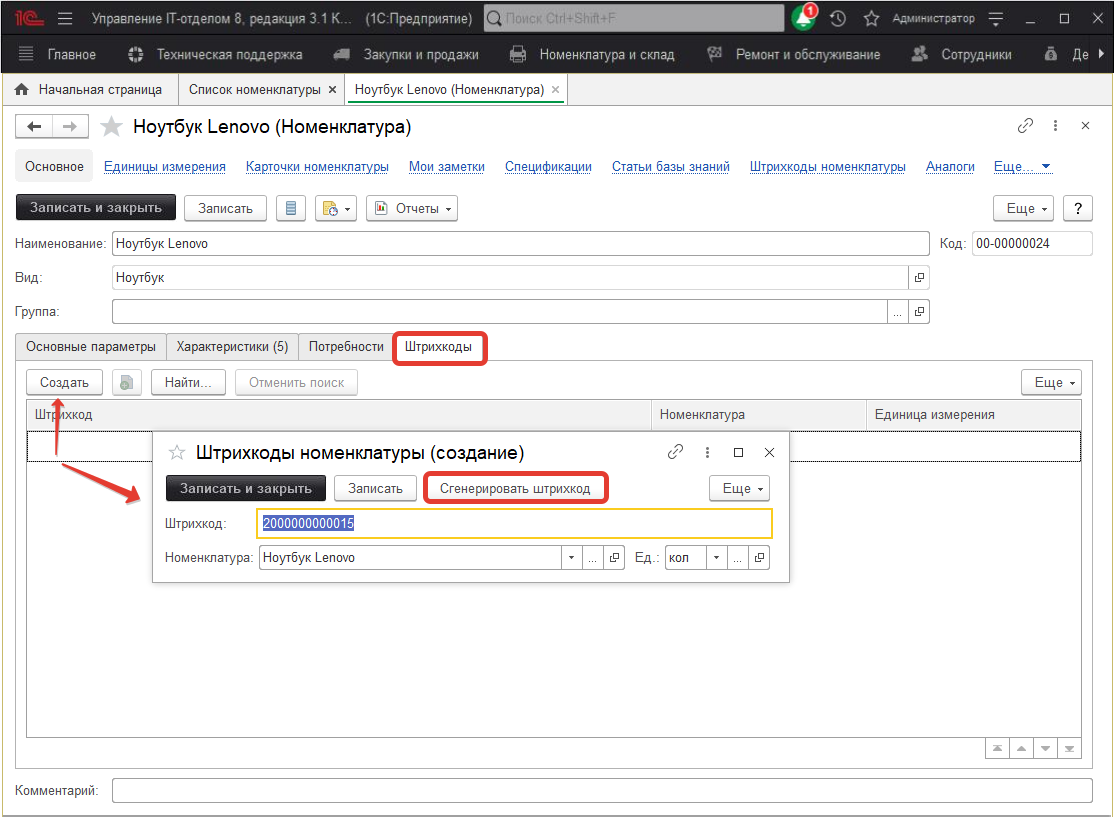 1С Управление IT-отделом 8, редакция 3.1 К... (1С:Предприятие) Поиск Ctrl+Shift+F 1 Администратор
Главное Техническая поддержка Закупки и продажи Номенклатура и склад Ремонт и обслуживание Сотрудники Де
Начальная страница Список номенклатуры × Ноутбук Lenovo (Номенклатура) ×
Ноутбук Lenovo (Номенклатура)
Основное Единицы измерения Карточки номенклатуры Мои заметки Спецификации Статьи базы знаний Штрихкоды номенклатуры Аналоги Еще...
Записать и закрыть Записать Отчеты Еще ?
Наименование: Ноутбук Lenovo Код: 00-00000024
Вид: Ноутбук
Группа: ...
Основные параметры Характеристики (5) Потребности Штрихкоды
Создать Найти... Отменить поиск Еще
Штрихкод Номенклатура Единица измерения
Штрихкоды номенклатуры (создание)
Записать и закрыть Записать Сгенерировать штрихкод Еще
Штрихкод: 2000000000015
Номенклатура: Ноутбук Lenovo ... Ед.: кол ...
Комментарий: